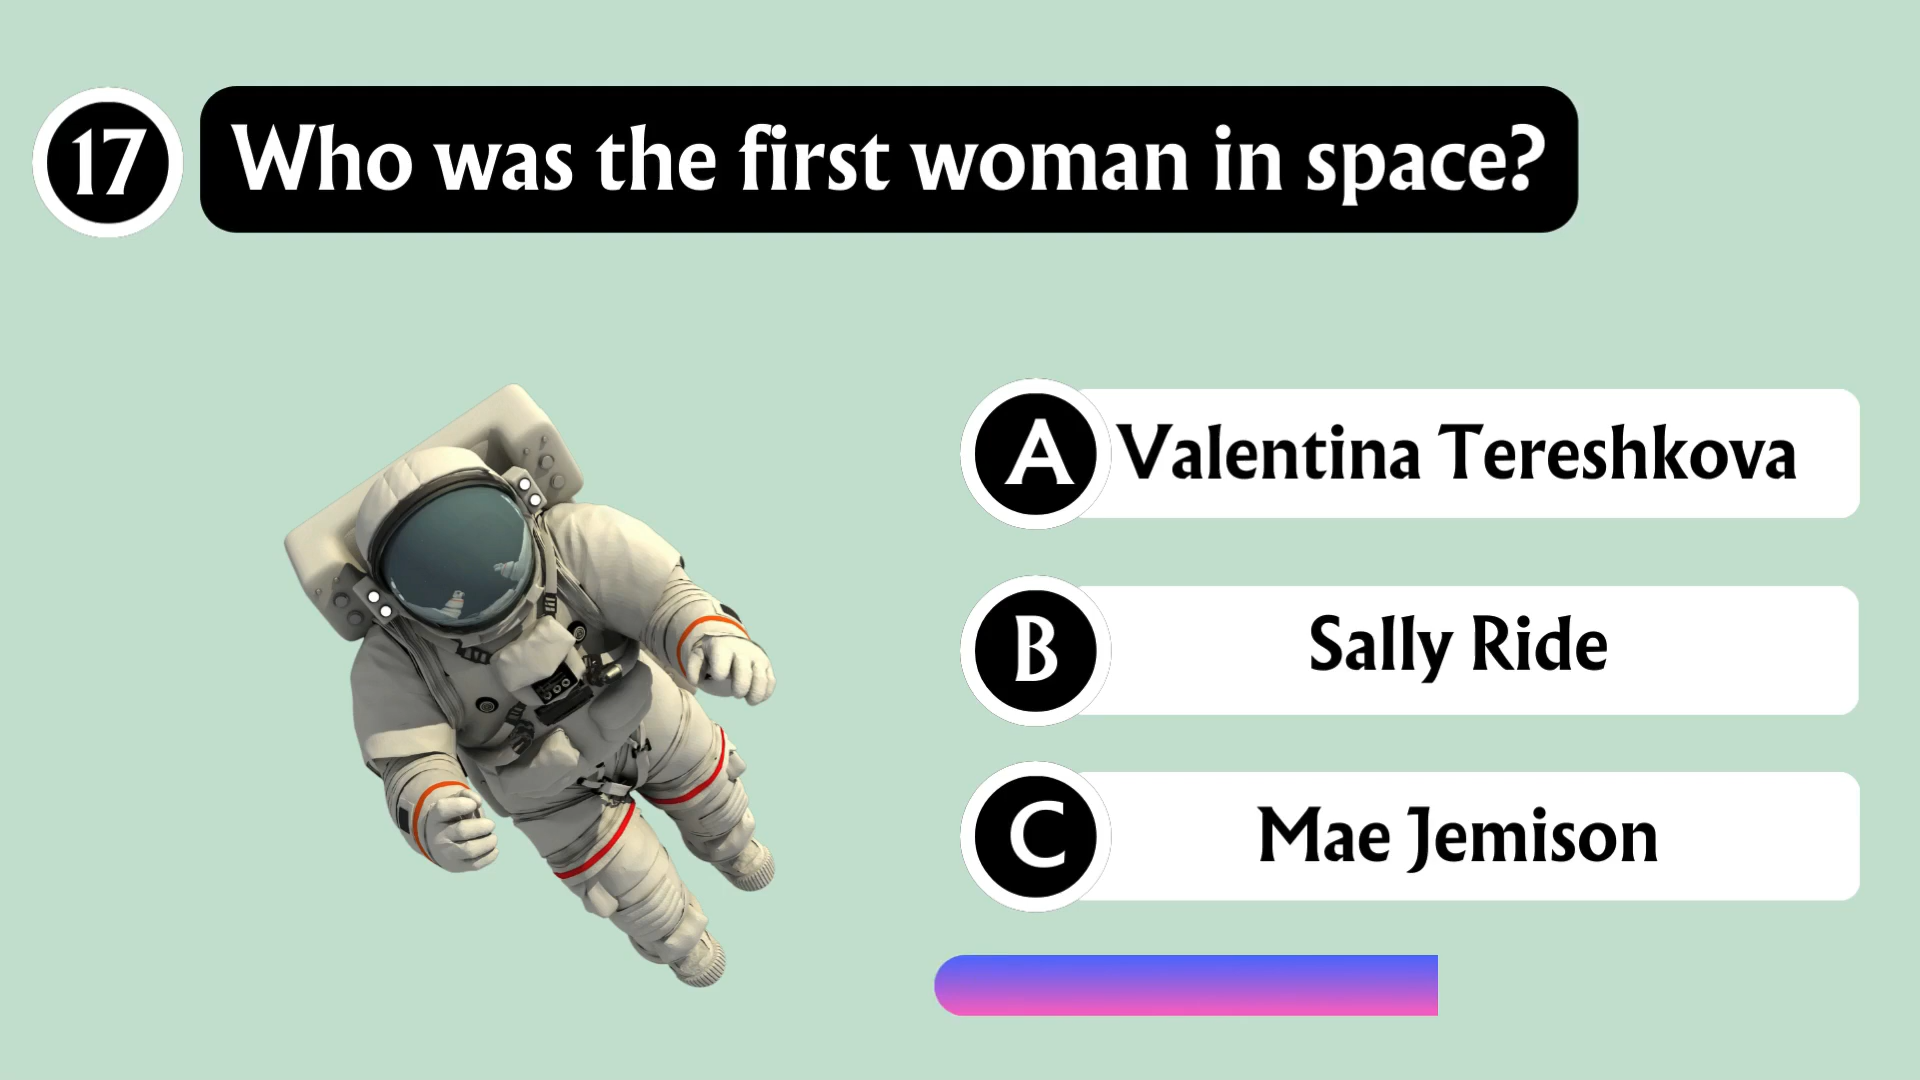 17 Who was the first woman in space?
A Valentina Tereshkova
B Sally Ride
C Mae Jemison